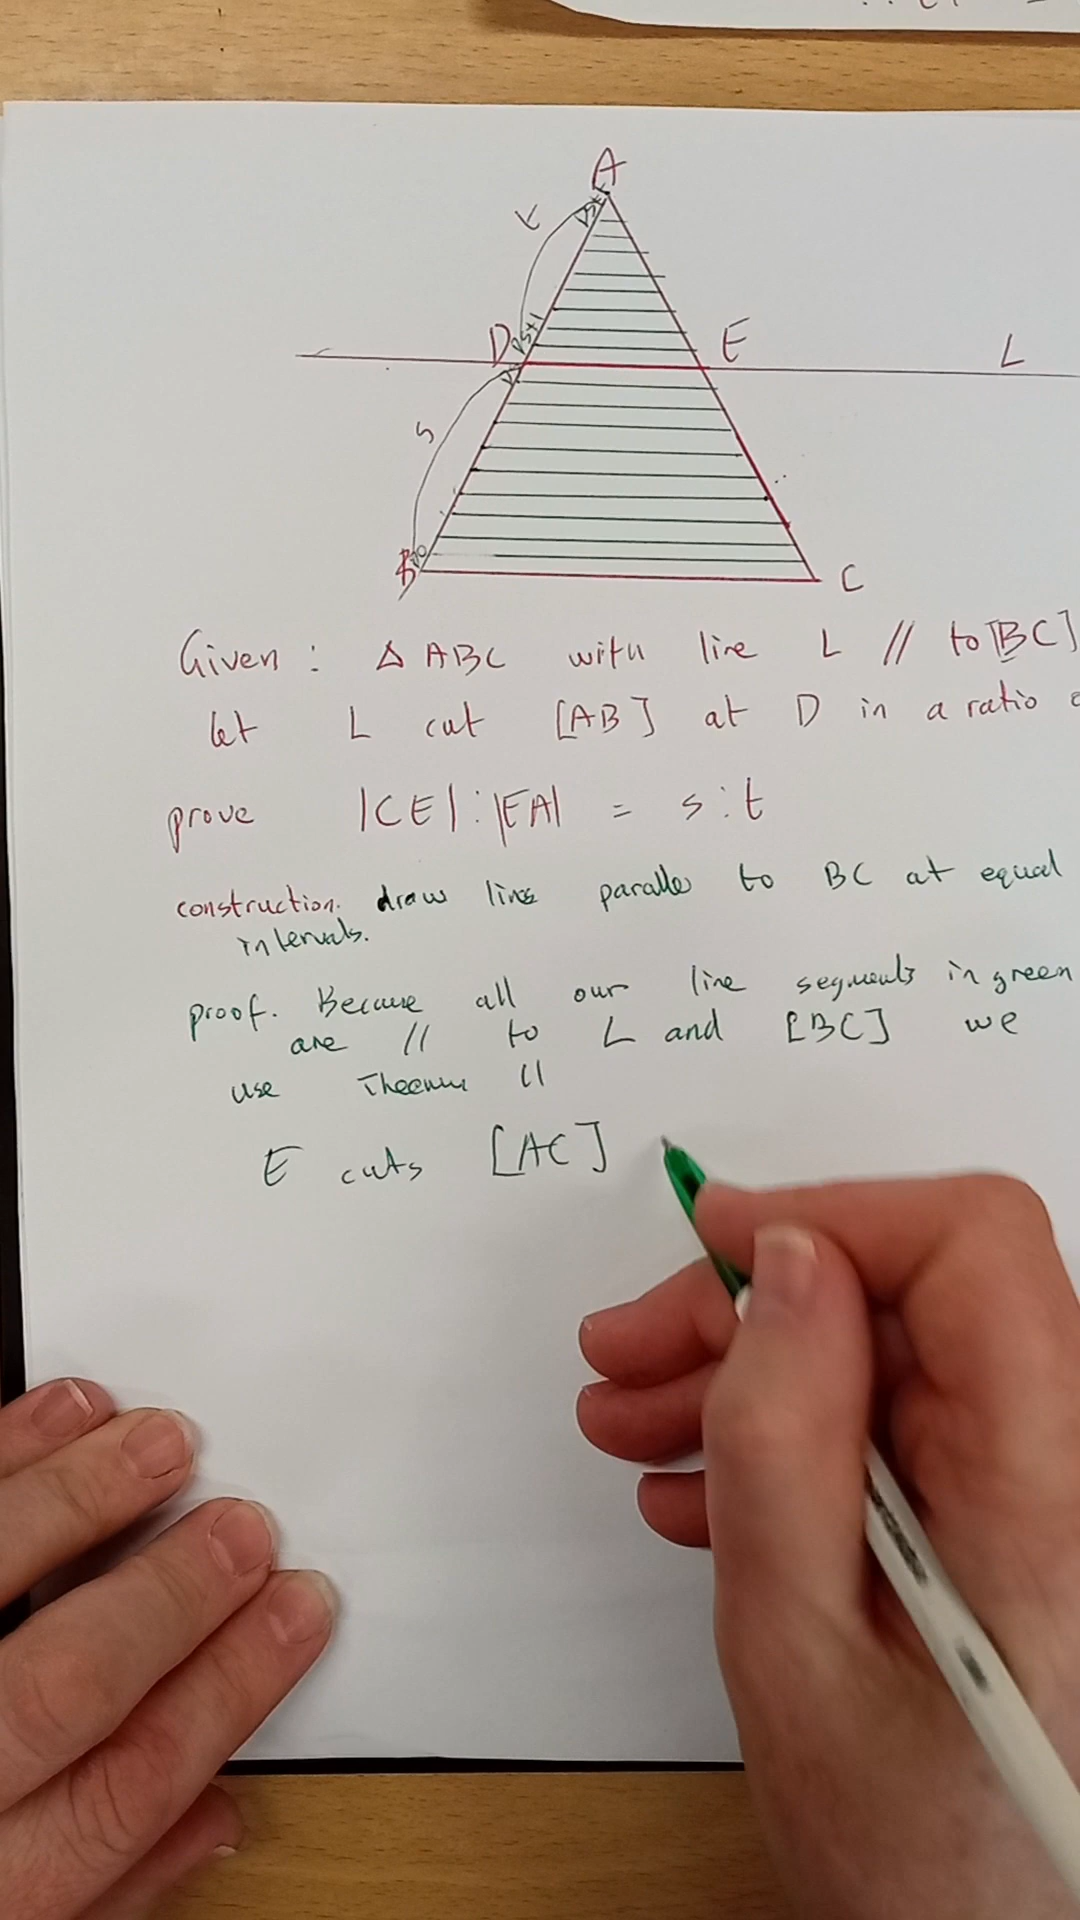 A
t
D
E
L
s
B
C
Given : Δ ABC with line L // to [BC]
let L cut [AB] at D in a ratio
prove |CE| : |EA| = s : t
construction. draw lines parallel to BC at equal
intervals.
proof. Because all our line segments in green
are // to L and [BC] we
use Theorem 11
E cuts [AC]